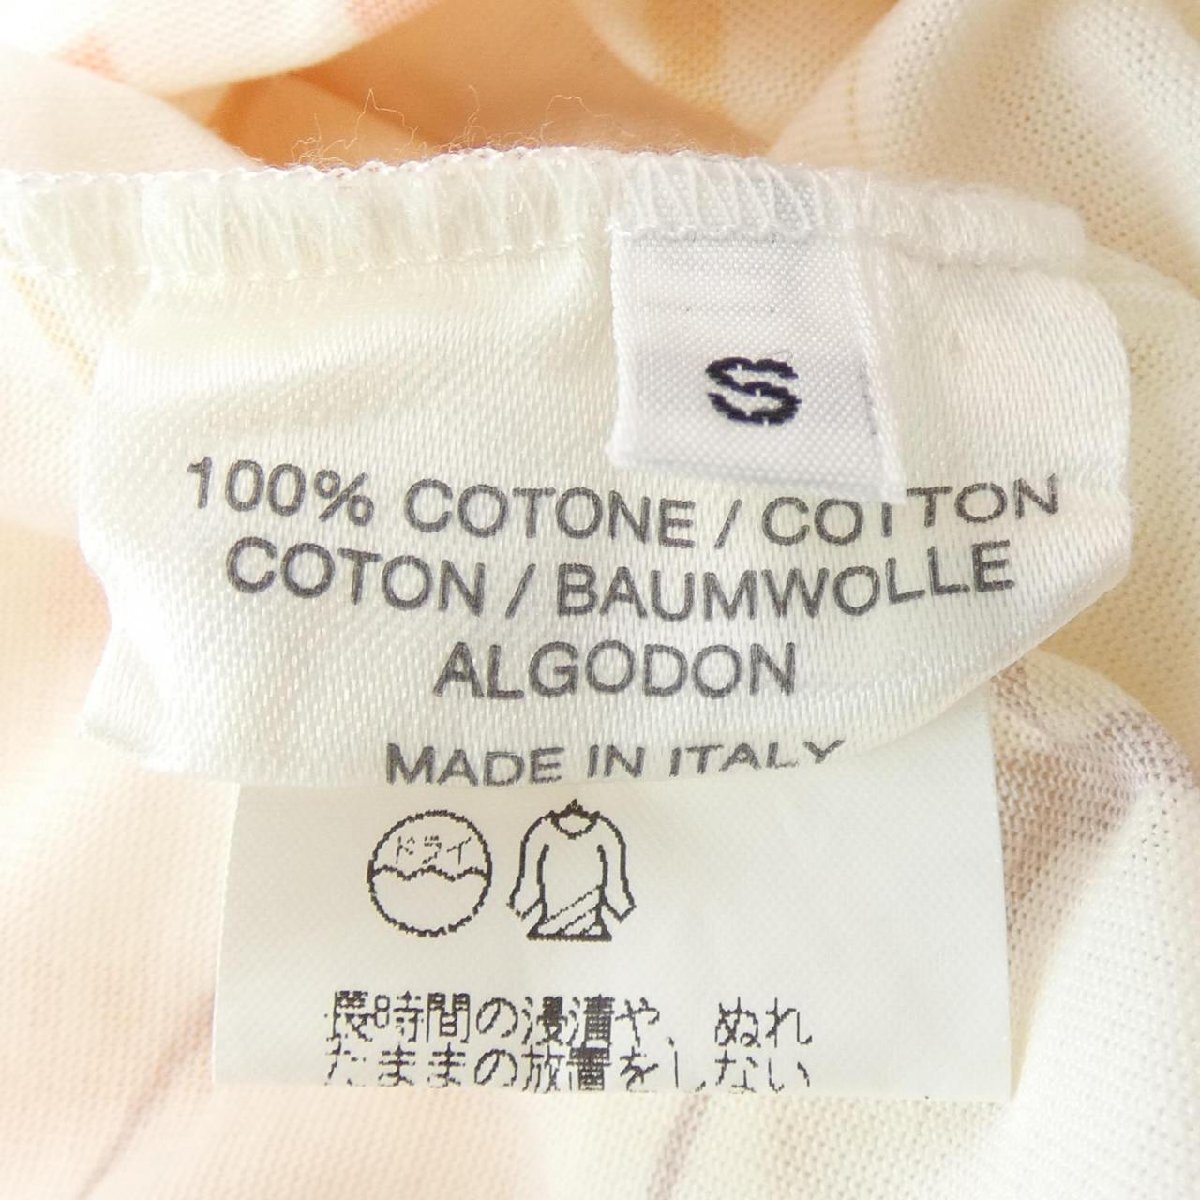 S
100% COTONE / COTTON
COTON / BAUMWOLLE
ALGODON
MADE IN ITALY
ドライ
長時間の浸漬や、ぬれ
たままの放置をしない